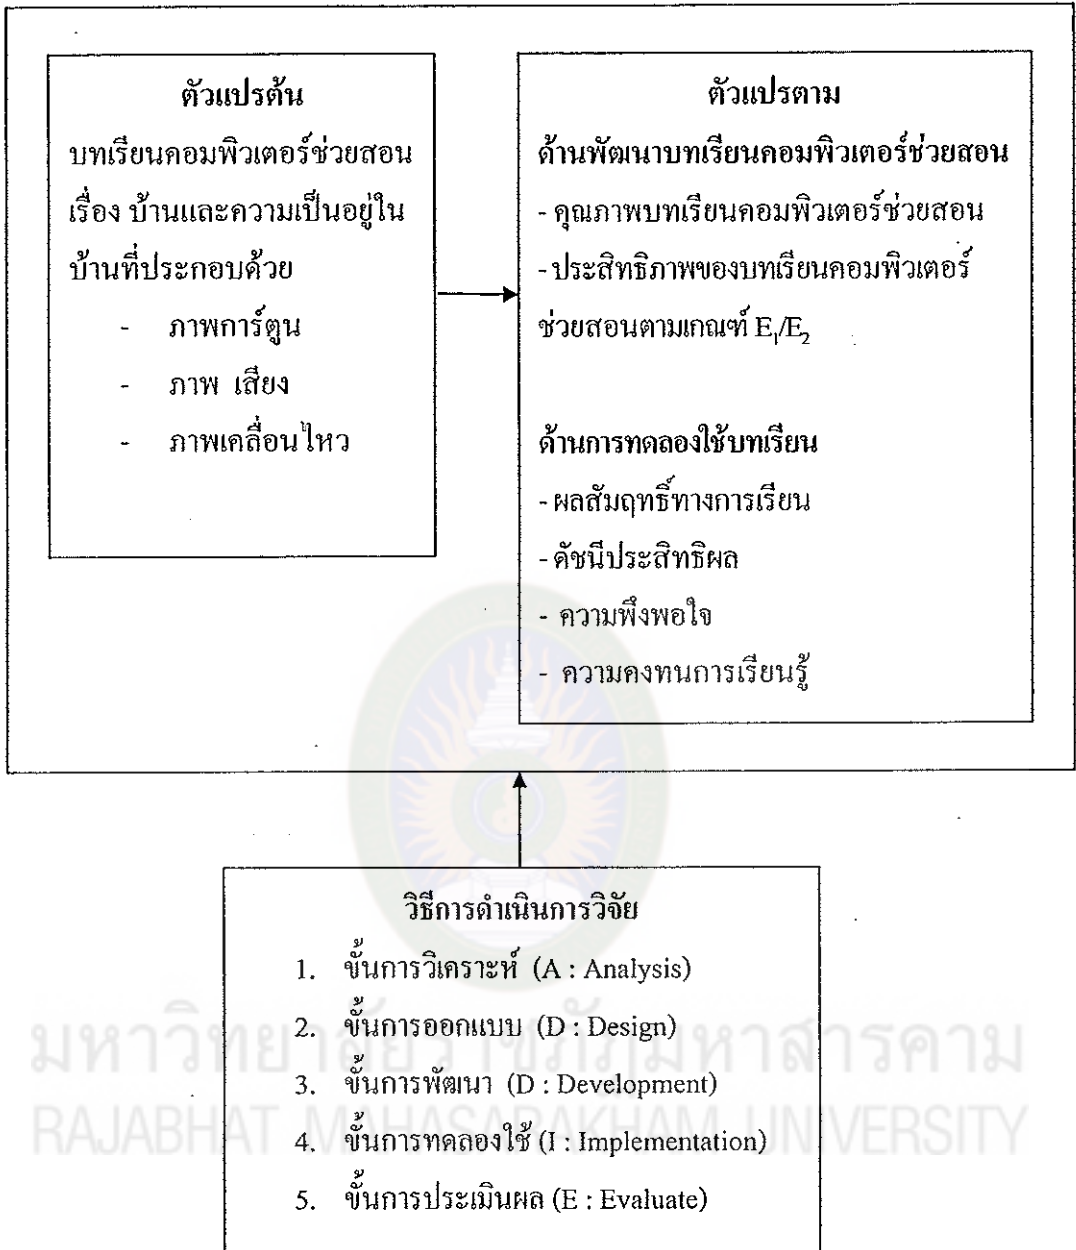 ตัวแปรต้น
บทเรียนคอมพิวเตอร์ช่วยสอน
เรื่อง บ้านและความเป็นอยู่ใน
บ้านที่ประกอบด้วย
- ภาพการ์ตูน
- ภาพ เสียง
- ภาพเคลื่อนไหว
ตัวแปรตาม
ด้านพัฒนาบทเรียนคอมพิวเตอร์ช่วยสอน
- คุณภาพบทเรียนคอมพิวเตอร์ช่วยสอน
- ประสิทธิภาพของบทเรียนคอมพิวเตอร์
ช่วยสอนตามเกณฑ์ E₁/E₂
ด้านการทดลองใช้บทเรียน
- ผลสัมฤทธิ์ทางการเรียน
- ดัชนีประสิทธิผล
- ความพึงพอใจ
- ความคงทนการเรียนรู้
วิธีการดำเนินการวิจัย
1. ขั้นการวิเคราะห์ (A : Analysis)
2. ขั้นการออกแบบ (D : Design)
3. ขั้นการพัฒนา (D : Development)
4. ขั้นการทดลองใช้ (I : Implementation)
5. ขั้นการประเมินผล (E : Evaluate)
มหาวิทยาลัยราชภัฏมหาสารคาม
RAJABHAT MAHASARAKHAM UNIVERSITY